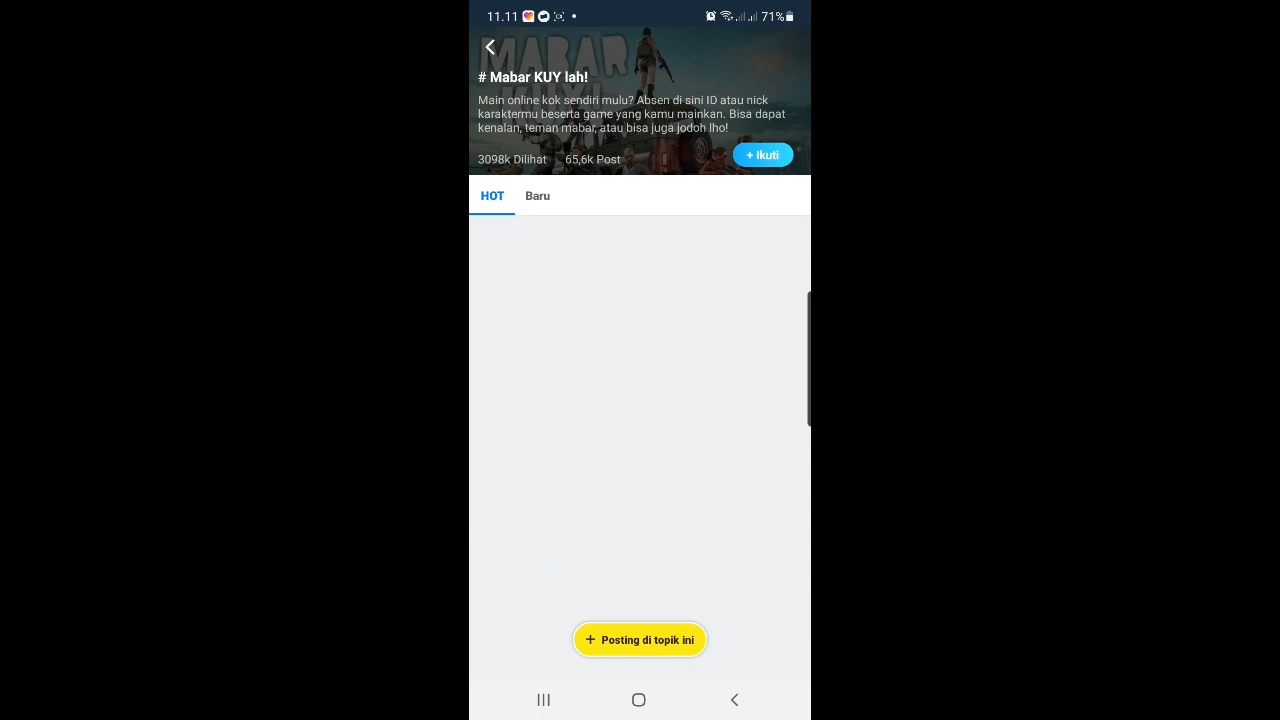 11.11
71%
MABAR
KUY!
# Mabar KUY lah!
Main online kok sendiri mulu? Absen di sini ID atau nick
karaktermu beserta game yang kamu mainkan. Bisa dapat
kenalan, teman mabar, atau bisa juga jodoh lho!
3098k Dilihat 65,6k Post
+ Ikuti
HOT Baru
+ Posting di topik ini